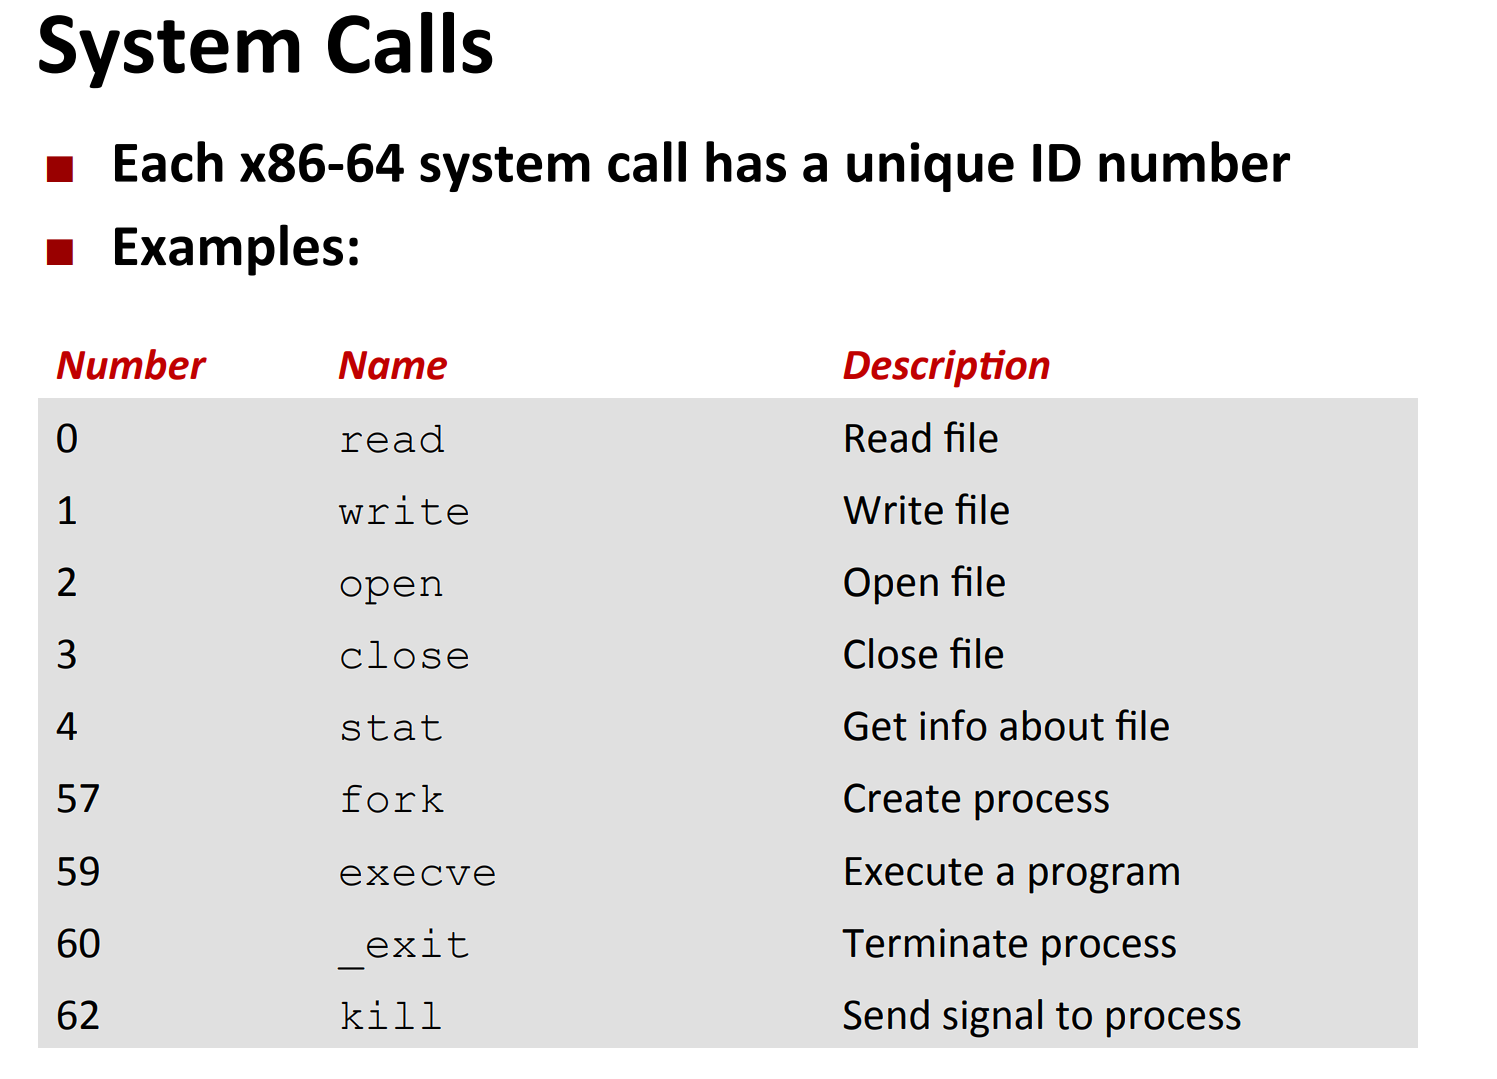 System Calls
■ Each x86-64 system call has a unique ID number
■ Examples:
Number Name Description
0 read Read file
1 write Write file
2 open Open file
3 close Close file
4 stat Get info about file
57 fork Create process
59 execve Execute a program
60 _exit Terminate process
62 kill Send signal to process